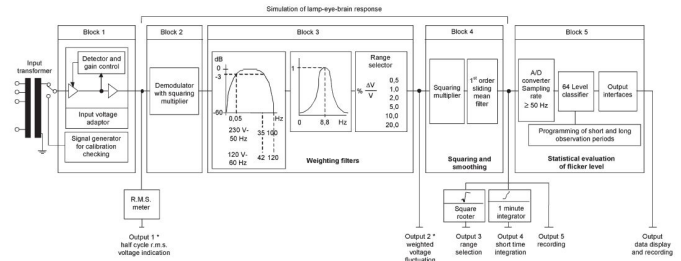 Simulation of lamp-eye-brain response
Block 1
Block 2
Block 3
Block 4
Block 5
Input
transformer
Detector and
gain control
Input voltage
adaptor
Signal generator
for calibration
checking
Demodulator
with squaring
multiplier
dB
0
-3
-60
0,05
Hz
230 V-
50 Hz
35
100
120 V-
60 Hz
42
120
1
8,8
Hz
Weighting filters
Range
selector
% ΔV
V
0,5
1,0
2,0
5,0
10,0
20,0
Squaring
multiplier
1st order
sliding
mean
filter
Squaring and
smoothing
A/O
converter
Sampling
rate
≥ 50 Hz
64 Level
classifier
Output
interfaces
Programming of short and long
observation periods
Statistical evaluation
of flicker level
R.M.S.
meter
Square
rooter
1 minute
integrator
Output 1 *
half cycle r.m.s.
voltage indication
Output 2 *
weighted
voltage
fluctuation
Output 3
range
selection
Output 4
short time
integration
Output 5
recording
Output
data display
and recording